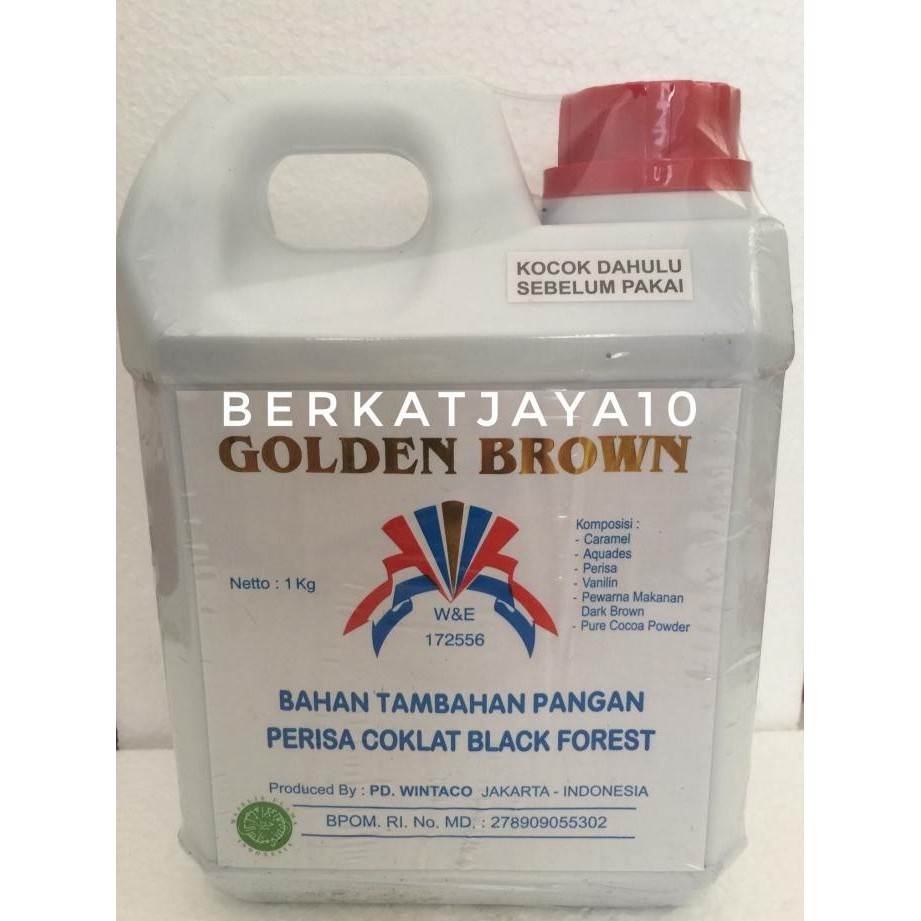 KOCOK DAHULU
SEBELUM PAKAI
BERKATJAYA10
GOLDEN BROWN
Netto : 1 Kg
W&E
172556
Komposisi :
- Caramel
- Aquades
- Perisa
- Vanilin
- Pewarna Makanan
Dark Brown
- Pure Cocoa Powder
BAHAN TAMBAHAN PANGAN
PERISA COKLAT BLACK FOREST
Produced By : PD. WINTACO JAKARTA - INDONESIA
BPOM. RI. No. MD. : 278909055302